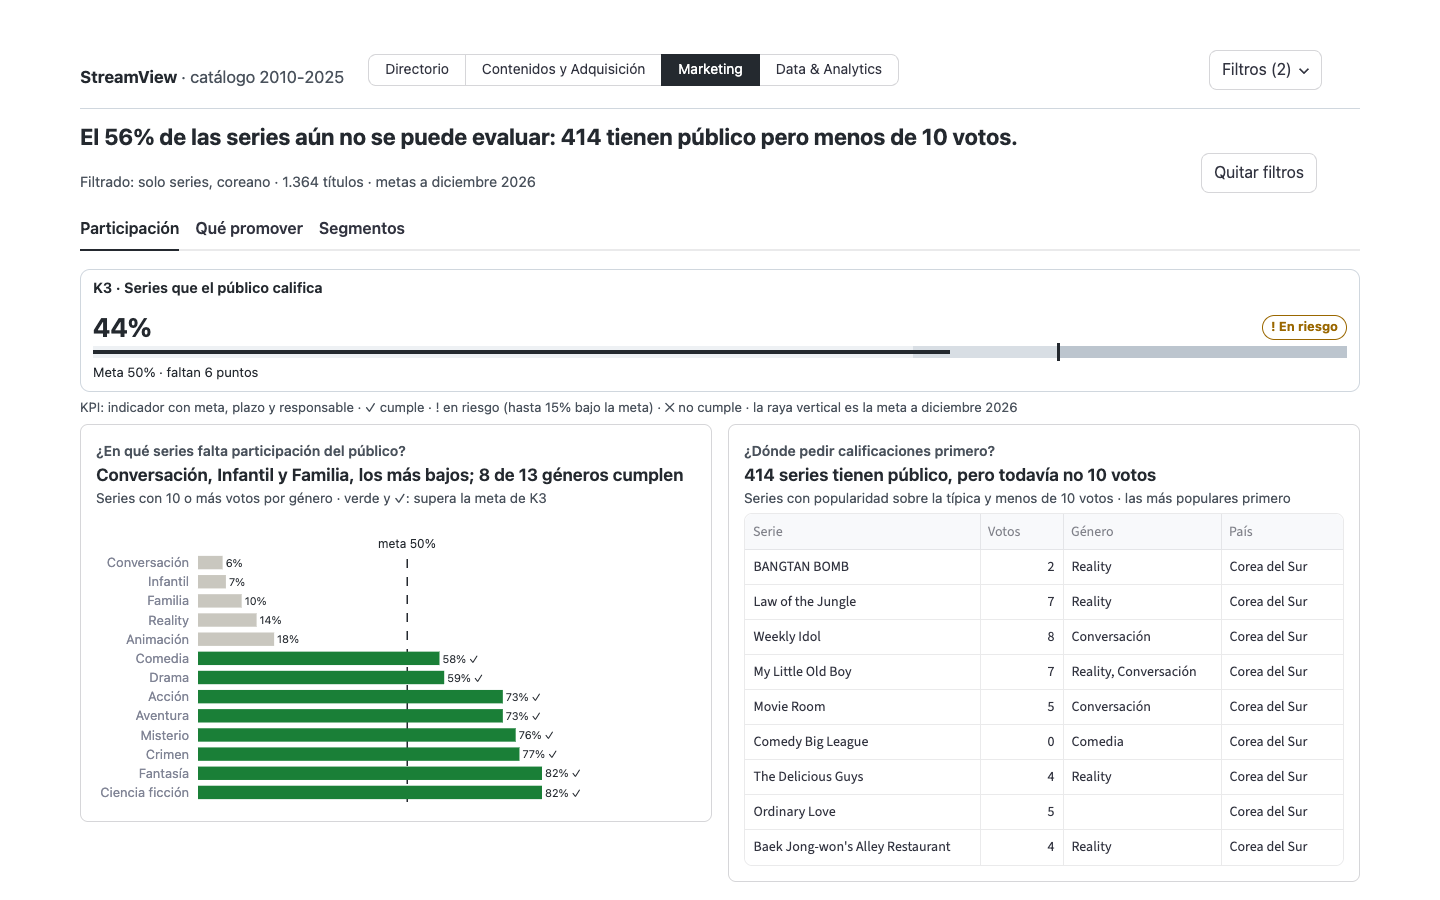 StreamView · catálogo 2010-2025
Directorio
Contenidos y Adquisición
Marketing
Data & Analytics
Filtros (2)
El 56% de las series aún no se puede evaluar: 414 tienen público pero menos de 10 votos.
Filtrado: solo series, coreano · 1.364 títulos · metas a diciembre 2026
Quitar filtros
Participación
Qué promover
Segmentos
K3 · Series que el público califica
44%
! En riesgo
Meta 50% · faltan 6 puntos
KPI: indicador con meta, plazo y responsable · ✓ cumple · ! en riesgo (hasta 15% bajo la meta) · ✕ no cumple · la raya vertical es la meta a diciembre 2026
¿En qué series falta participación del público?
Conversación, Infantil y Familia, los más bajos; 8 de 13 géneros cumplen
Series con 10 o más votos por género · verde y ✓: supera la meta de K3
meta 50%
Conversación 6%
Infantil 7%
Familia 10%
Reality 14%
Animación 18%
Comedia 58% ✓
Drama 59% ✓
Acción 73% ✓
Aventura 73% ✓
Misterio 76% ✓
Crimen 77% ✓
Fantasía 82% ✓
Ciencia ficción 82% ✓
¿Dónde pedir calificaciones primero?
414 series tienen público, pero todavía no 10 votos
Series con popularidad sobre la típica y menos de 10 votos · las más populares primero
Serie Votos Género País
BANGTAN BOMB 2 Reality Corea del Sur
Law of the Jungle 7 Reality Corea del Sur
Weekly Idol 8 Conversación Corea del Sur
My Little Old Boy 7 Reality, Conversación Corea del Sur
Movie Room 5 Conversación Corea del Sur
Comedy Big League 0 Comedia Corea del Sur
The Delicious Guys 4 Reality Corea del Sur
Ordinary Love 5 Corea del Sur
Baek Jong-won's Alley Restaurant 4 Reality Corea del Sur